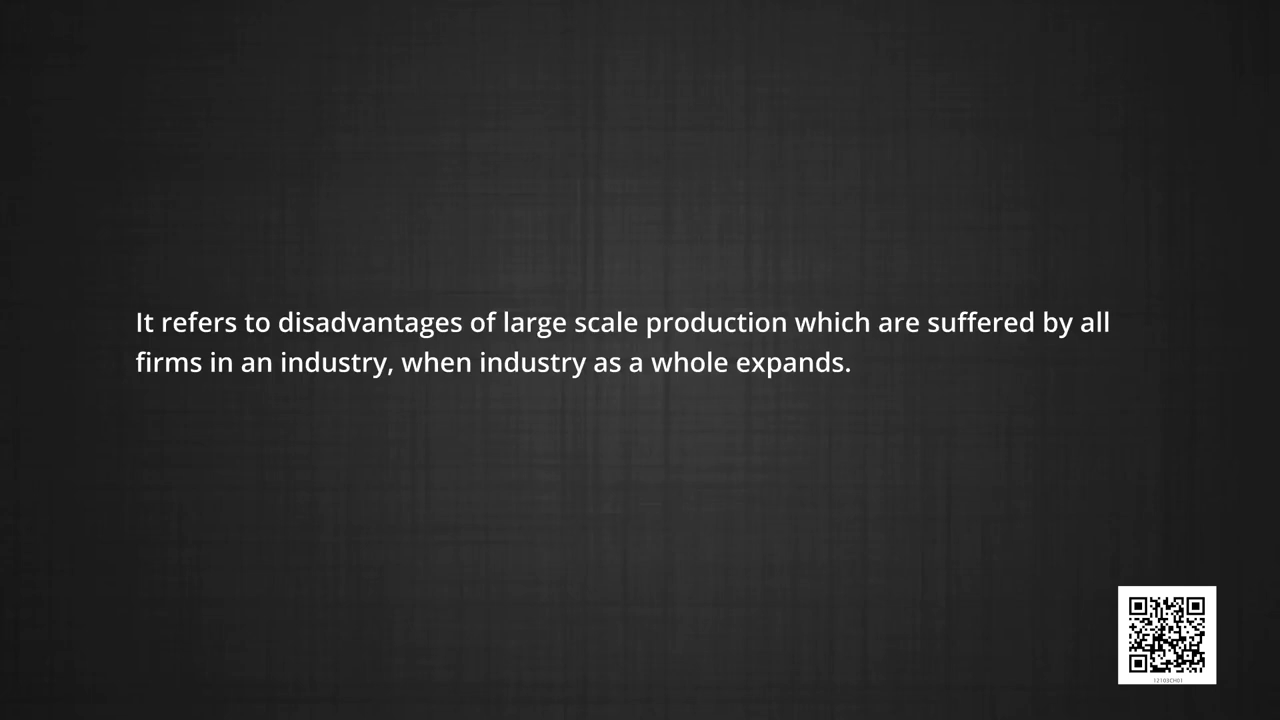 It refers to disadvantages of large scale production which are suffered by all
firms in an industry, when industry as a whole expands.
12103CH01